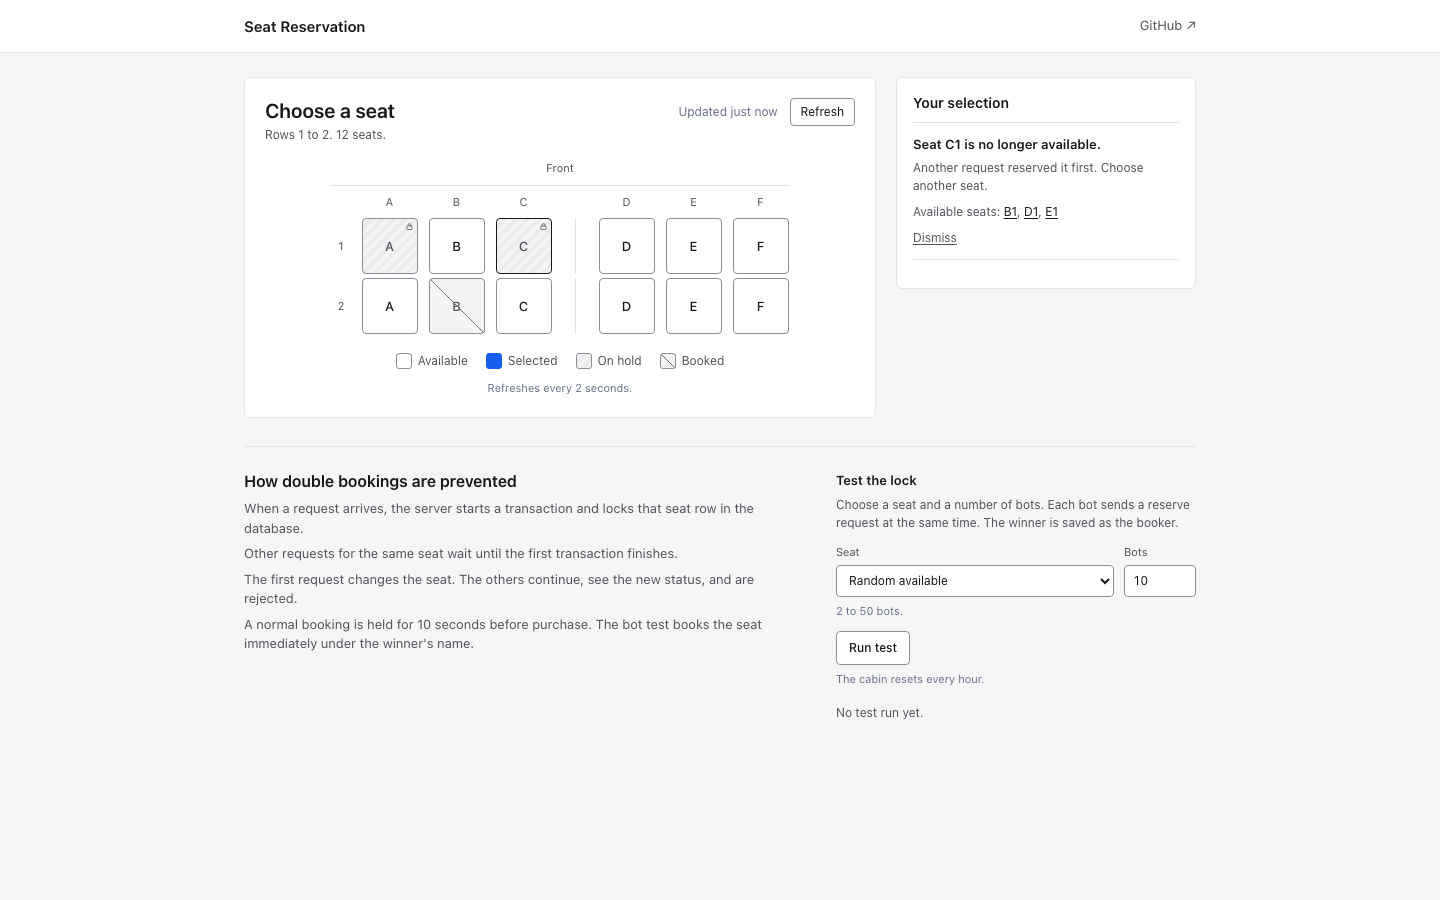 Seat Reservation
GitHub ↗
Choose a seat
Updated just now
Refresh
Rows 1 to 2. 12 seats.
Front
A B C D E F
1 A B C D E F
2 A B C D E F
Available Selected On hold Booked
Refreshes every 2 seconds.
Your selection
Seat C1 is no longer available.
Another request reserved it first. Choose
another seat.
Available seats: B1, D1, E1
Dismiss
How double bookings are prevented
When a request arrives, the server starts a transaction and locks that seat row in the
database.
Other requests for the same seat wait until the first transaction finishes.
The first request changes the seat. The others continue, see the new status, and are
rejected.
A normal booking is held for 10 seconds before purchase. The bot test books the seat
immediately under the winner's name.
Test the lock
Choose a seat and a number of bots. Each bot sends a reserve
request at the same time. The winner is saved as the booker.
Seat Bots
Random available 10
2 to 50 bots.
Run test
The cabin resets every hour.
No test run yet.